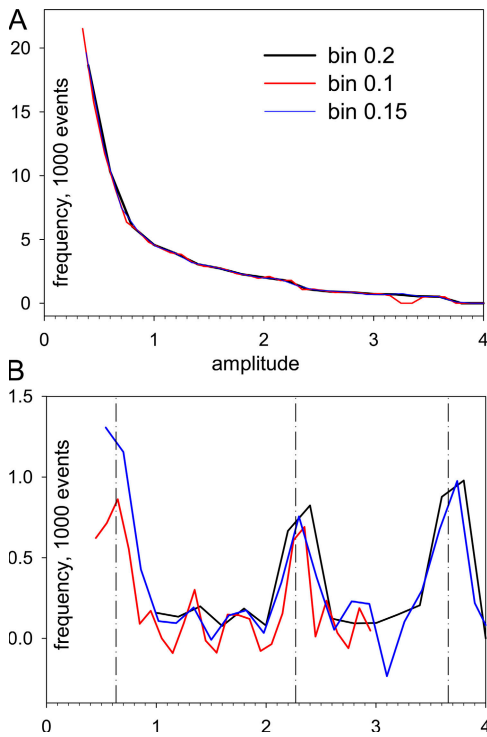 A
20
15
10
5
0
frequency, 1000 events
bin 0.2
bin 0.1
bin 0.15
0 1 2 3 4
amplitude
B
1.5
1.0
0.5
0.0
frequency, 1000 events
0 1 2 3 4